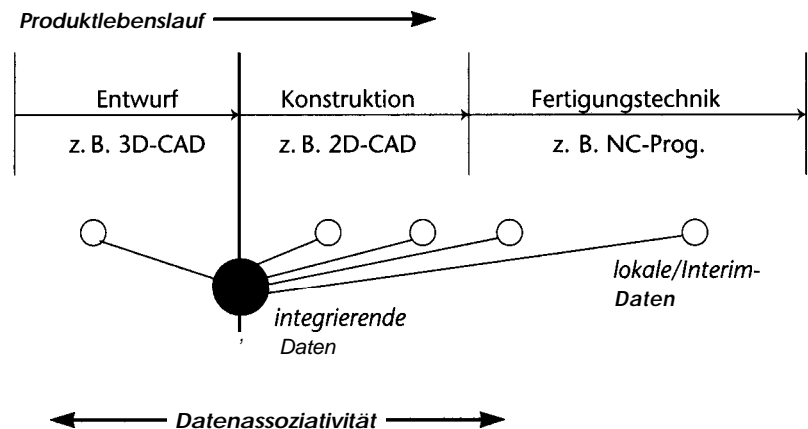 Produktlebenslauf
Entwurf Konstruktion Fertigungstechnik
z. B. 3D-CAD z. B. 2D-CAD z. B. NC-Prog.
lokale/Interim-
Daten
integrierende
Daten
Datenassoziativität